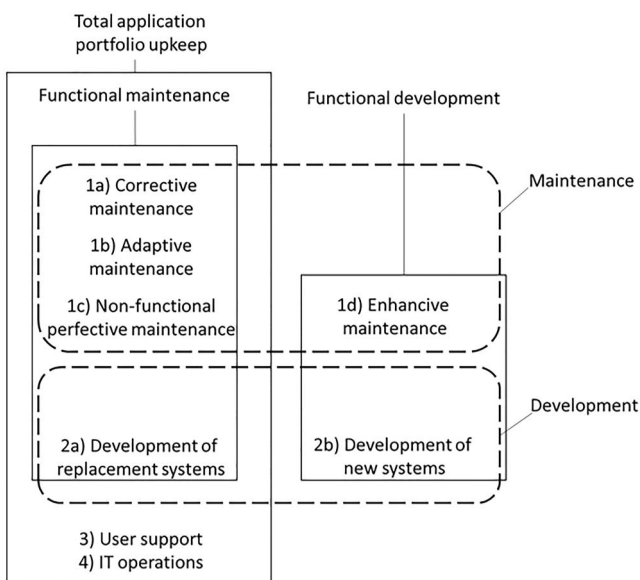 Total application
portfolio upkeep
Functional maintenance
Functional development
Maintenance
1a) Corrective
maintenance
1b) Adaptive
maintenance
1c) Non-functional
perfective maintenance
1d) Enhancive
maintenance
Development
2a) Development of
replacement systems
2b) Development of
new systems
3) User support
4) IT operations